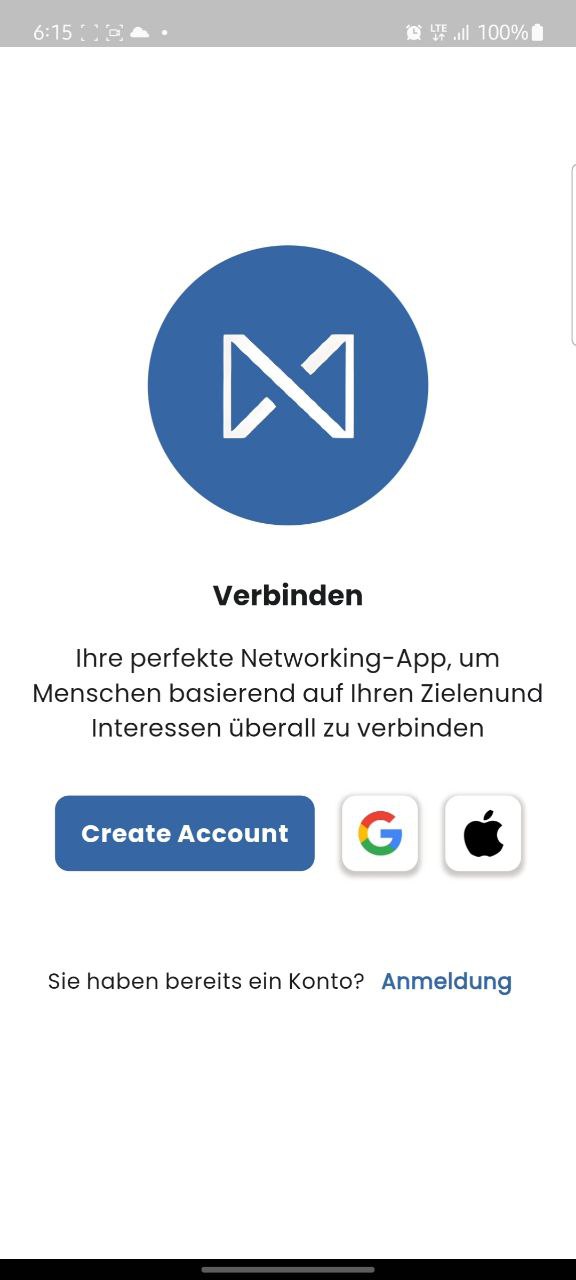 6:15
LTE
100%
Verbinden
Ihre perfekte Networking-App, um
Menschen basierend auf Ihren Zielenund
Interessen überall zu verbinden
Create Account
Sie haben bereits ein Konto? Anmeldung